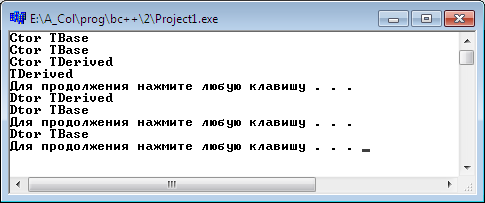 E:\A_Col\prog\bc++\2\Project1.exe
Ctor TBase
Ctor TBase
Ctor TDerived
TDerived
Для продолжения нажмите любую клавишу . . .
Dtor TDerived
Dtor TBase
Для продолжения нажмите любую клавишу . . .
Dtor TBase
Для продолжения нажмите любую клавишу . . .